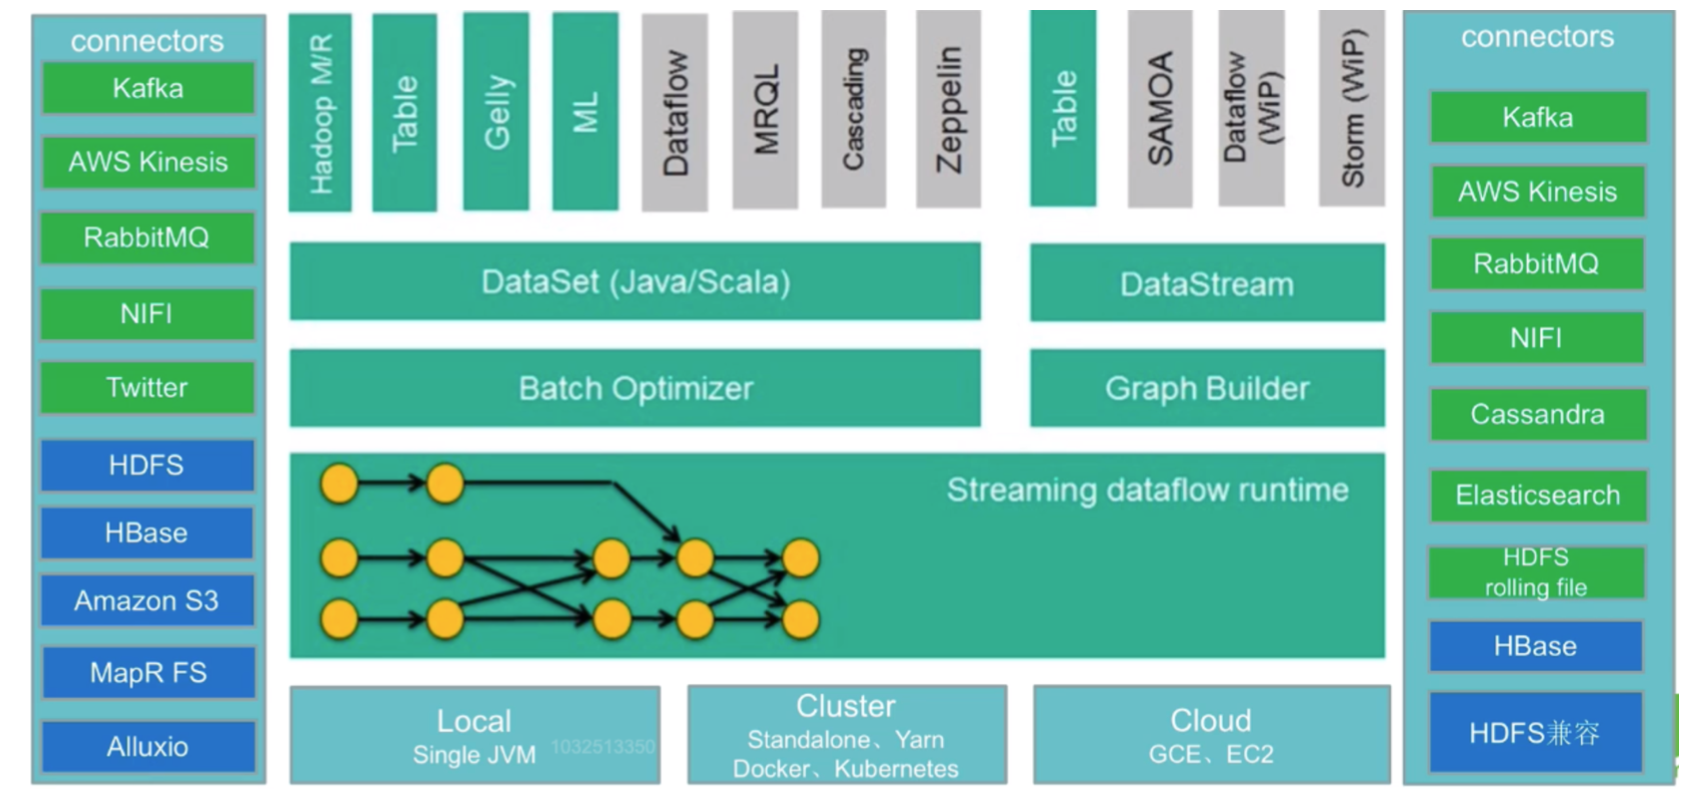 connectors
Kafka
AWS Kinesis
RabbitMQ
NIFI
Twitter
HDFS
HBase
Amazon S3
MapR FS
Alluxio
Hadoop M/R
Table
Gelly
ML
Dataflow
MRQL
Cascading
Zeppelin
Table
SAMOA
Dataflow
(WiP)
Storm (WiP)
DataSet (Java/Scala)
DataStream
Batch Optimizer
Graph Builder
Streaming dataflow runtime
Local
Single JVM
1032513350
Cluster
Standalone、Yarn
Docker、Kubernetes
Cloud
GCE、EC2
connectors
Kafka
AWS Kinesis
RabbitMQ
NIFI
Cassandra
Elasticsearch
HDFS
rolling file
HBase
HDFS兼容